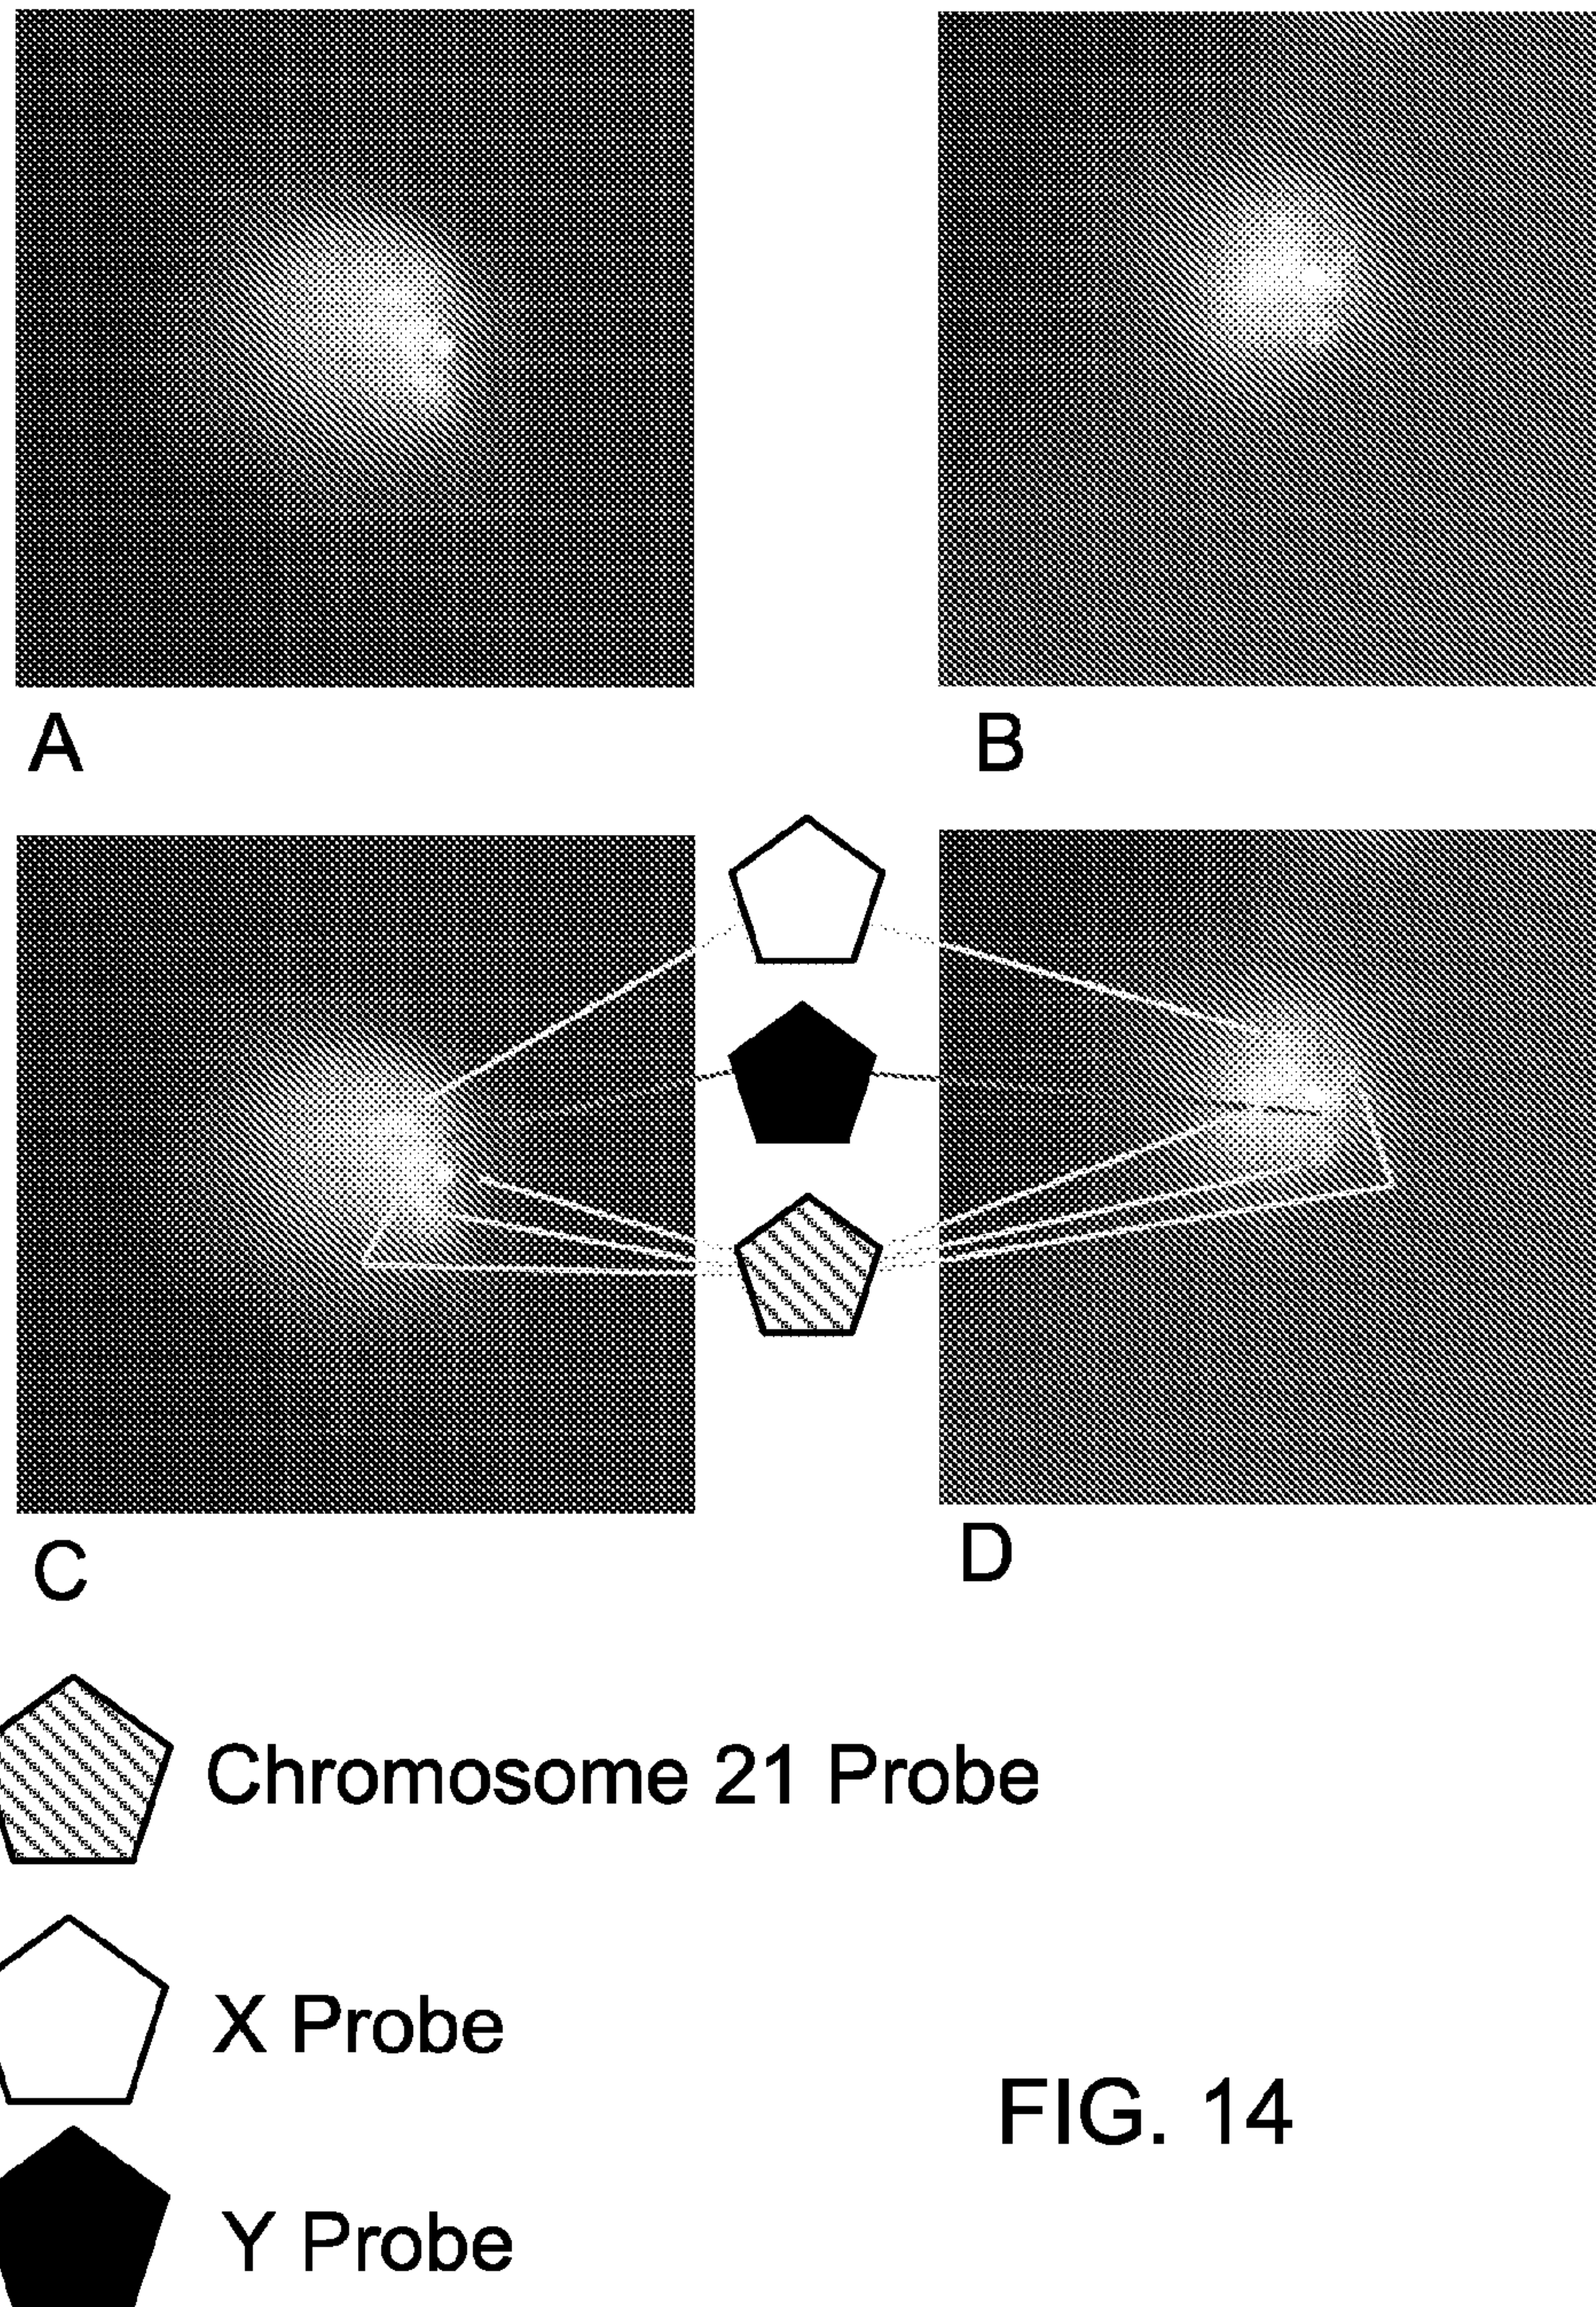 A
B
C
D
Chromosome 21 Probe
X Probe
FIG. 14
Y Probe